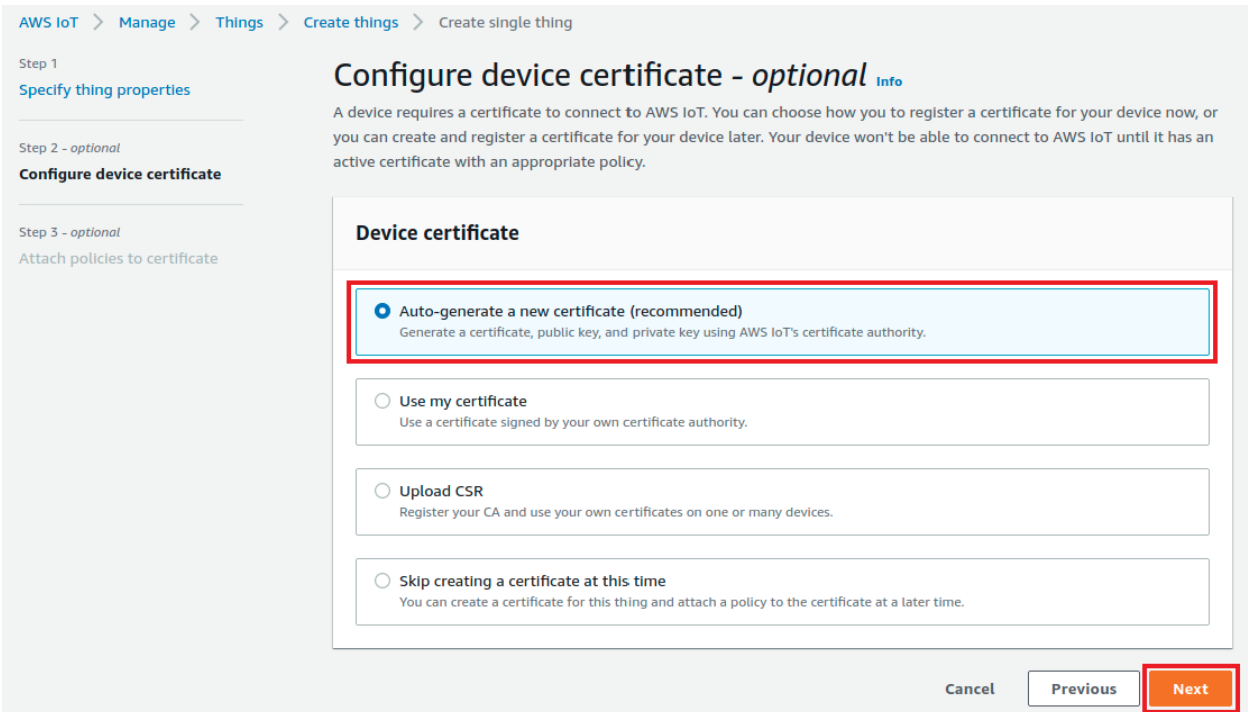 AWS IoT > Manage > Things > Create things > Create single thing
Step 1
Specify thing properties
Step 2 - optional
Configure device certificate
Step 3 - optional
Attach policies to certificate
Configure device certificate - optional Info
A device requires a certificate to connect to AWS IoT. You can choose how you to register a certificate for your device now, or
you can create and register a certificate for your device later. Your device won't be able to connect to AWS IoT until it has an
active certificate with an appropriate policy.
Device certificate
Auto-generate a new certificate (recommended)
Generate a certificate, public key, and private key using AWS IoT's certificate authority.
Use my certificate
Use a certificate signed by your own certificate authority.
Upload CSR
Register your CA and use your own certificates on one or many devices.
Skip creating a certificate at this time
You can create a certificate for this thing and attach a policy to the certificate at a later time.
Cancel Previous Next